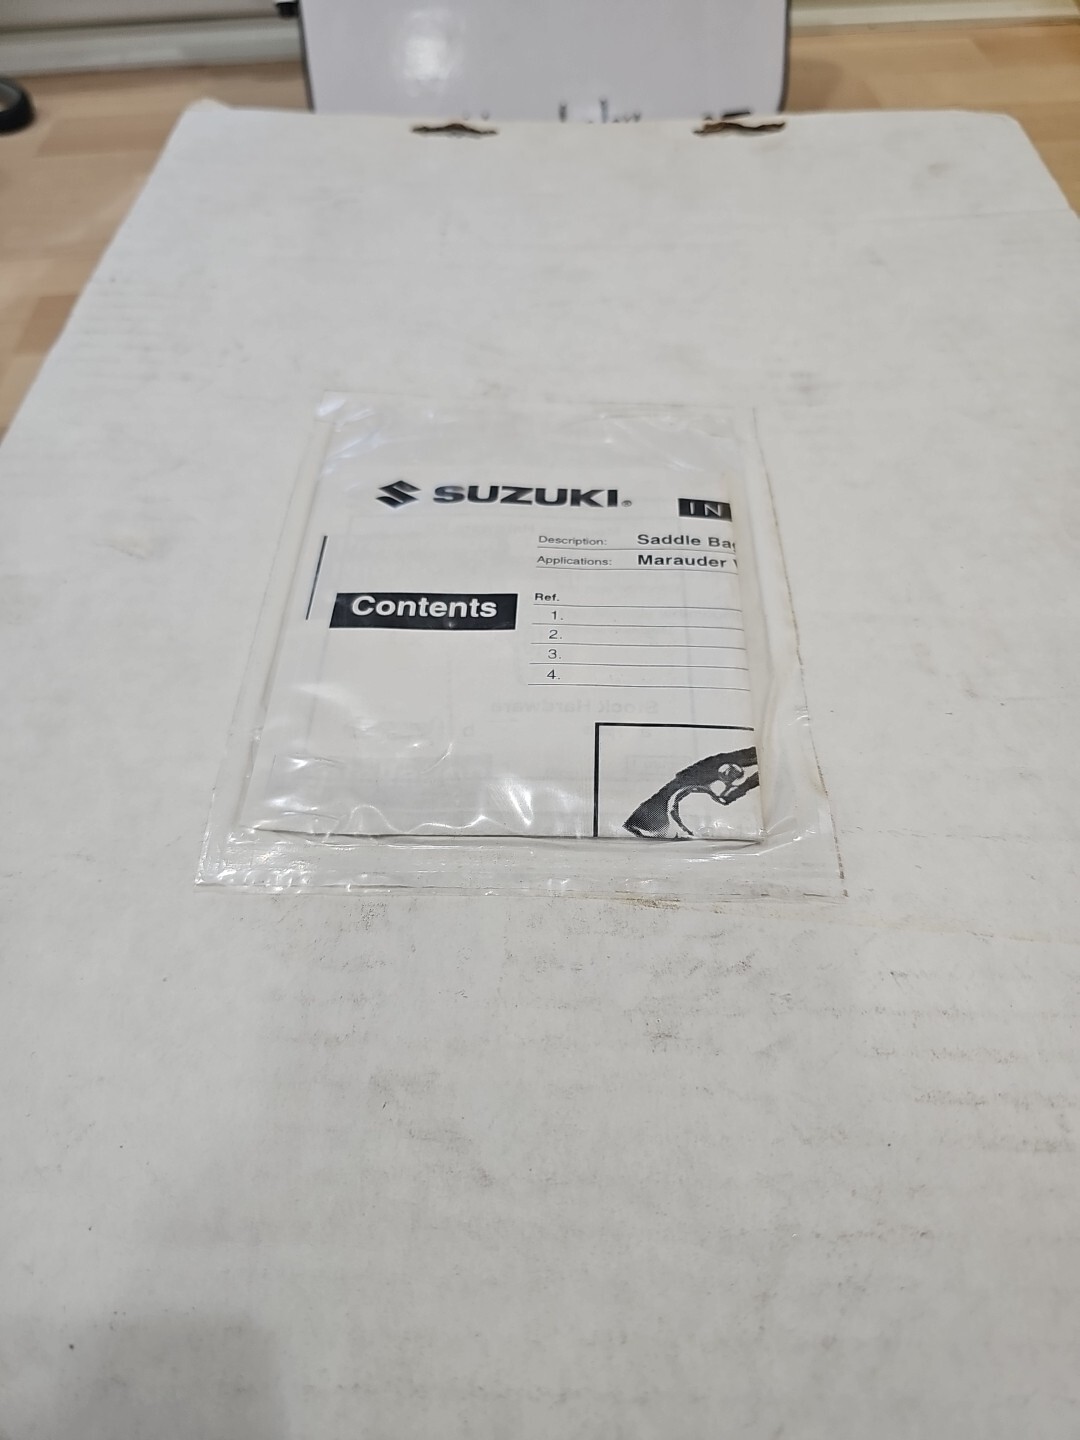 SUZUKI®
IN
Description: Saddle Ba
Applications: Marauder
Contents
Ref.
1.
2.
3.
4.